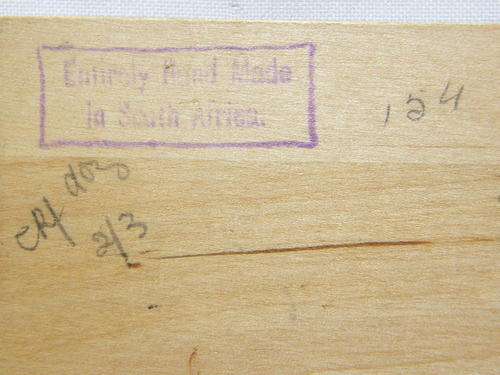 Entirely Hand Made
In South Africa.
154
2/3